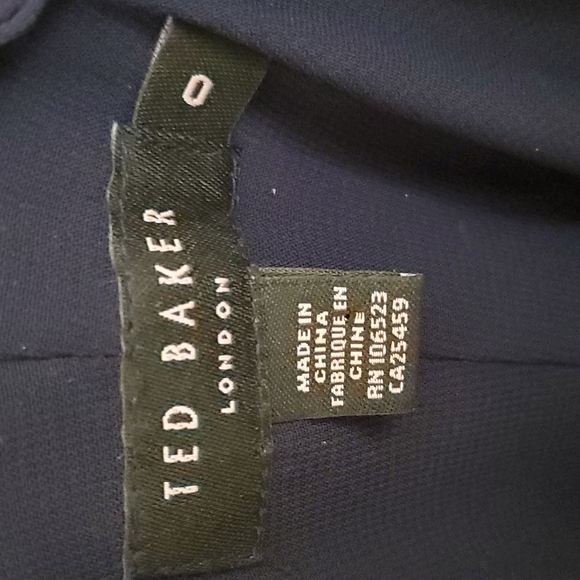 0
TED BAKER
LONDON
MADE IN
CHINA
FABRIQUE EN
CHINE
RN 106523
CA25459